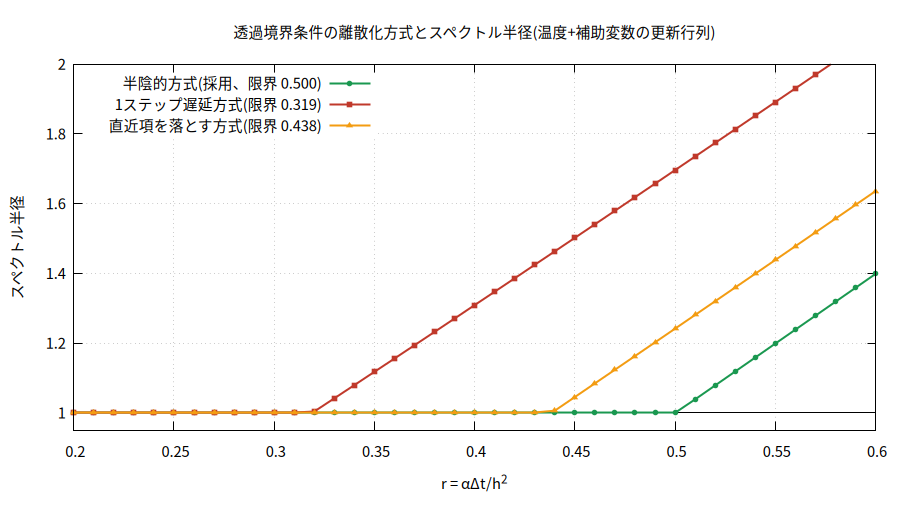 透過境界条件の離散化方式とスペクトル半径(温度+補助変数の更新行列)
半陰的方式(採用、限界 0.500)
1ステップ遅延方式(限界 0.319)
直近項を落とす方式(限界 0.438)
スペクトル半径
2
1.8
1.6
1.4
1.2
1
0.2 0.25 0.3 0.35 0.4 0.45 0.5 0.55 0.6
r = αΔt/h²